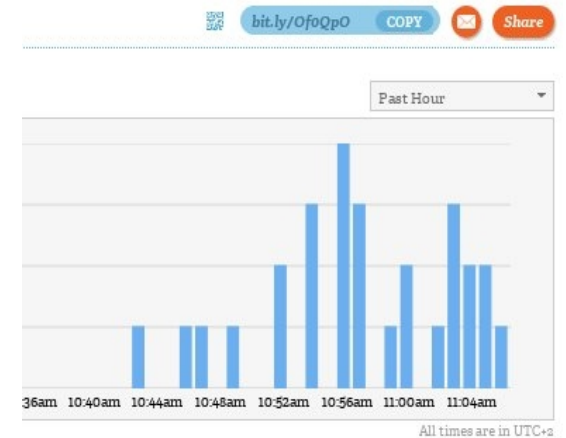 bit.ly/OfoQpO COPY Share
Past Hour
36am 10:40am 10:44am 10:48am 10:52am 10:56am 11:00am 11:04am
All times are in UTC+2